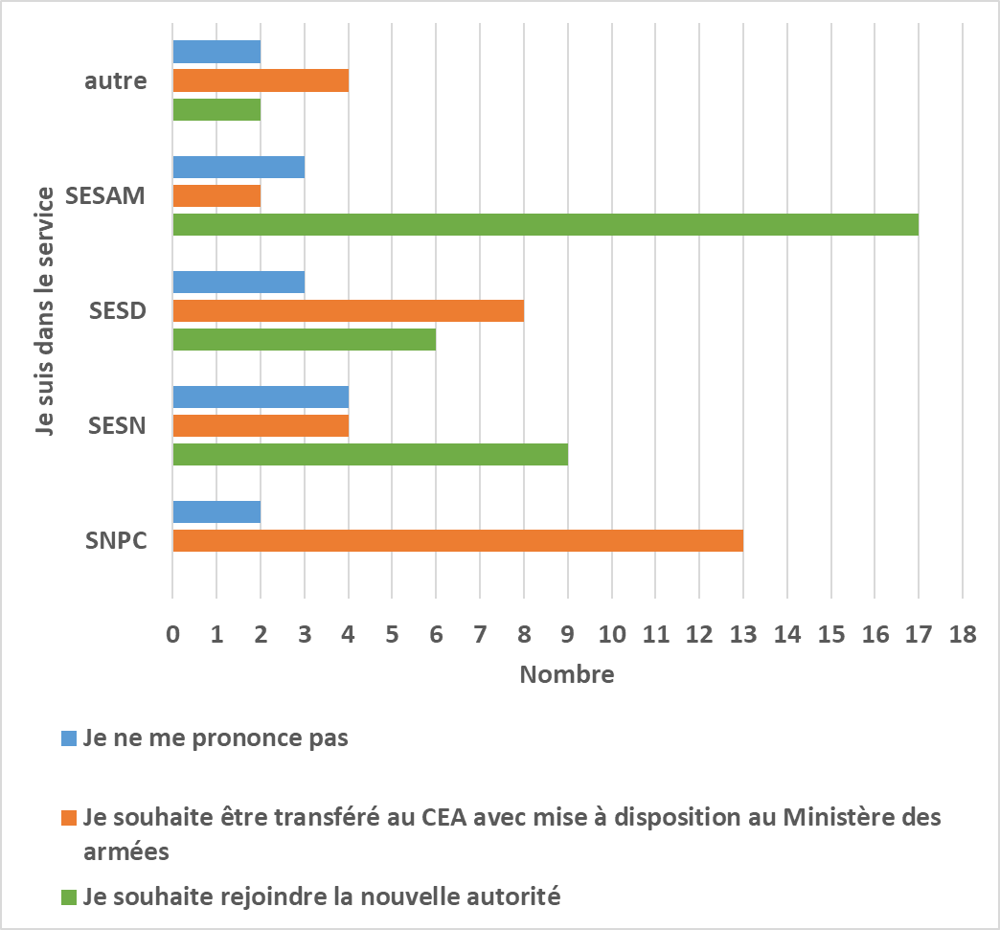 autre
SESAM
SESD
SESN
SNPC
Je suis dans le service
0 1 2 3 4 5 6 7 8 9 10 11 12 13 14 15 16 17 18
Nombre
Je ne me prononce pas
Je souhaite être transféré au CEA avec mise à disposition au Ministère des
armées
Je souhaite rejoindre la nouvelle autorité